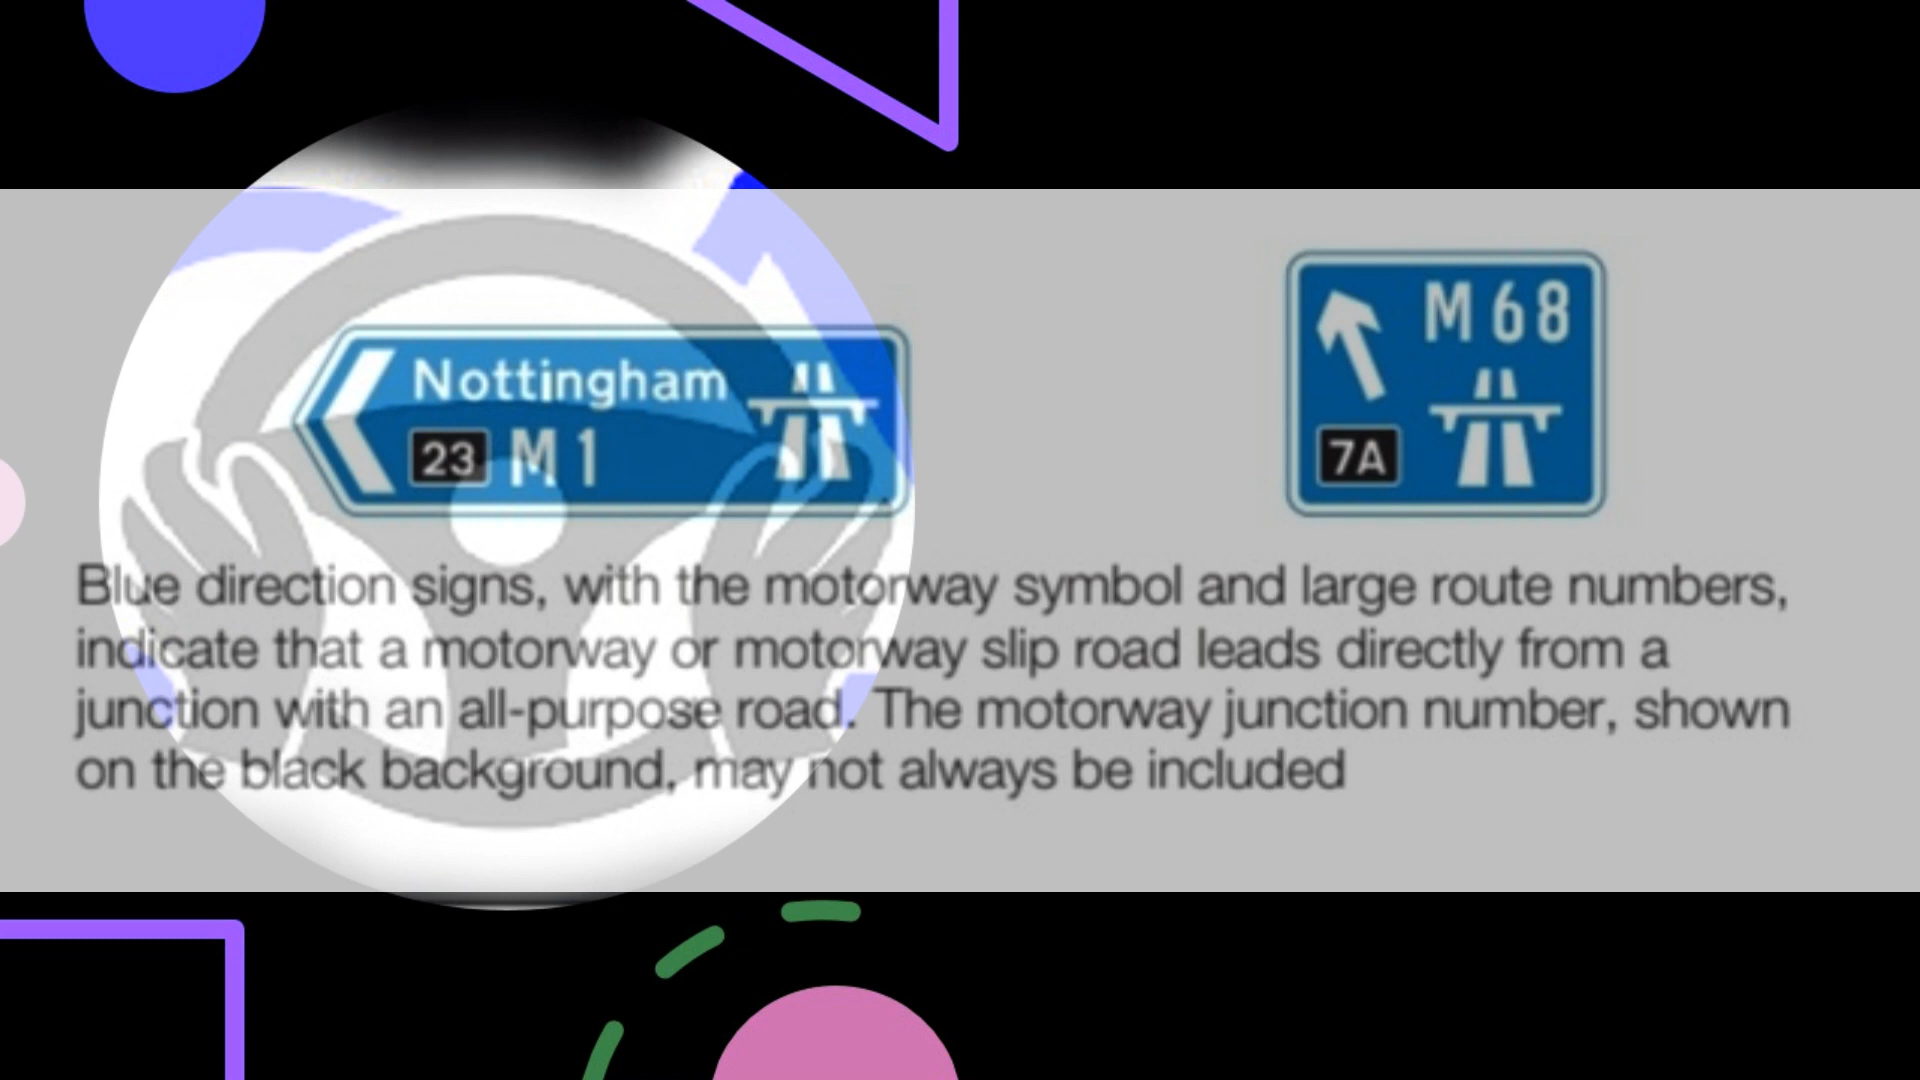 Nottingham
23 M1
M68
7A
Blue direction signs, with the motorway symbol and large route numbers,
indicate that a motorway or motorway slip road leads directly from a
junction with an all-purpose road. The motorway junction number, shown
on the black background, may not always be included